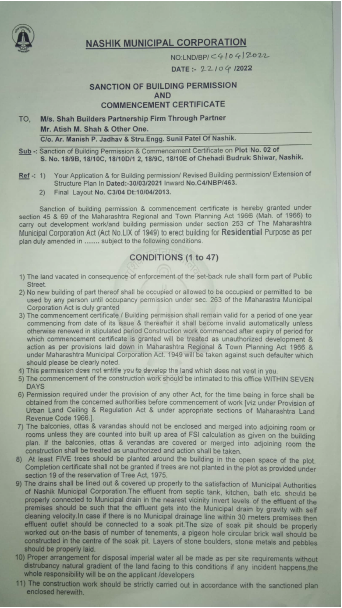 NASHIK MUNICIPAL CORPORATION
NO:LND/BP/ C4/04/2022
DATE :- 22/04/2022
SANCTION OF BUILDING PERMISSION
AND
COMMENCEMENT CERTIFICATE
TO, M/s. Shah Builders Partnership Firm Through Partner
Mr. Atish M. Shah & Other One.
C/o. Ar. Manish P. Jadhav & Stru.Engg. Sunil Patel Of Nashik.
Sub -: Sanction of Building Permission & Commencement Certificate on Plot No. 02 of
S. No. 18/9B, 18/10C, 18/10D/1 2, 18/9C, 18/10E of Chehadi Budruk Shiwar, Nashik.
Ref -: 1) Your Application & for Building permission/ Revised Building permission/ Extension of
Structure Plan in Dated:-30/03/2021 Inward No.C4/NBP/463.
2) Final Layout No. C3/04 Dt:10/04/2013.
Sanction of building permission & commencement certificate is hereby granted under
section 45 & 69 of the Maharashtra Regional and Town Planning Act 1966 (Mah. of 1966) to
carry out development work/and building permission under section 253 of The Maharashtra
Municipal Corporation Act (Act No.LIX of 1949) to erect building for Residential Purpose as per
plan duly amended in ........ subject to the following conditions.
CONDITIONS (1 to 47)
1) The land vacated in consequence of enforcement of the set-back rule shall form part of Public
Street.
2) No new building of part thereof shall be occupied or allowed to be occupied or permitted to be
used by any person until occupancy permission under sec. 263 of the Maharashtra Municipal
Corporation Act is duly granted
3) The commencement certificate / Building permission shall remain valid for a period of one year
commencing from date of its issue & thereafter it shall become invalid automatically unless
otherwise renewed in stipulated period Construction work commenced after expiry of period for
which commencement certificate is granted will be treated as unauthorized development &
action as per provisions laid down in Maharashtra Regional & Town Planning Act 1966 &
under Maharashtra Municipal Corporation Act. 1949 will be taken against such defaulter which
should please be clearly noted.
4) This permission does not entitle you to develop the land which does not vest in you.
5) The commencement of the construction work should be intimated to this office WITHIN SEVEN
DAYS
6) Permission required under the provision of any other Act, for the time being in force shall be
obtained from the concerned authorities before commencement of work [viz under Provision of
Urban Land Ceiling & Regulation Act & under appropriate sections of Maharashtra Land
Revenue Code 1966.].
7) The balconies, ottas & varandas should not be enclosed and merged into adjoining room or
rooms unless they are counted into built up area of FSI calculation as given on the building
plan. If the balconies, ottas & verandas are covered or merged into adjoining room the
construction shall be treated as unauthorized and action shall be taken.
8) At least FIVE trees should be planted around the building in the open space of the plot.
Completion certificate shall not be granted if trees are not planted in the plot as provided under
section 19 of the reservation of Tree Act, 1975.
9) The drains shall be lined out & covered up properly to the satisfaction of Municipal Authorities
of Nashik Municipal Corporation.The effluent from septic tank, kitchen, bath etc. should be
properly connected to Municipal drain in the nearest vicinity invert levels of the effluent of the
premises should be such that the effluent gets into the Municipal drain by gravity with self
cleaning velocity.In case if there is no Municipal drainage line within 30 meters premises then
effluent outlet should be connected to a soak pit.The size of soak pit should be properly
worked out on-the basis of number of tenements, a pigeon hole circular brick wall should be
constructed in the centre of the soak pit. Layers of stone boulders, stone metals and pebbles
should be properly laid.
10) Proper arrangement for disposal imperial water all be made as per site requirements without
distrubancy natural gradient of the land facing to this conditions if any incident happens,the
whole responsibility will be on the applicant /developers
11) The construction work should be strictly carried out in accordance with the sanctioned plan
enclosed herewith.